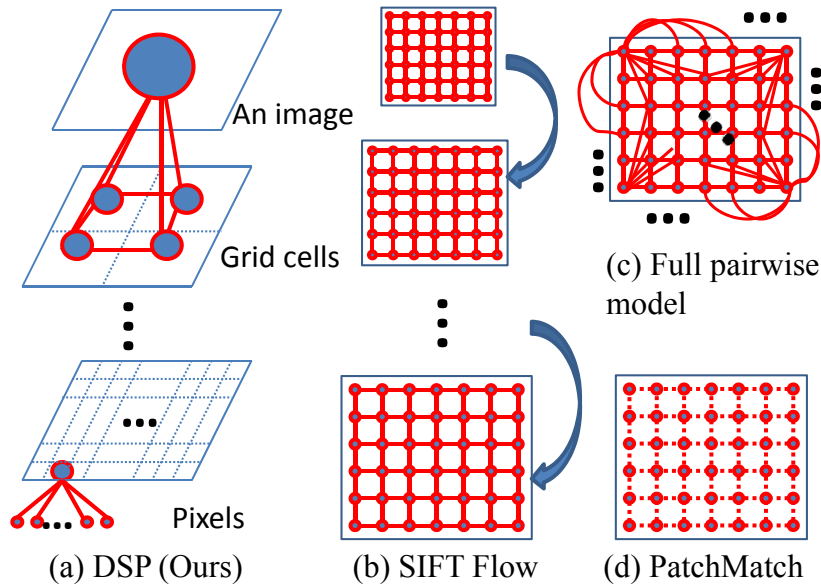 An image
Grid cells
Pixels
(a) DSP (Ours)
(b) SIFT Flow
(c) Full pairwise
model
(d) PatchMatch